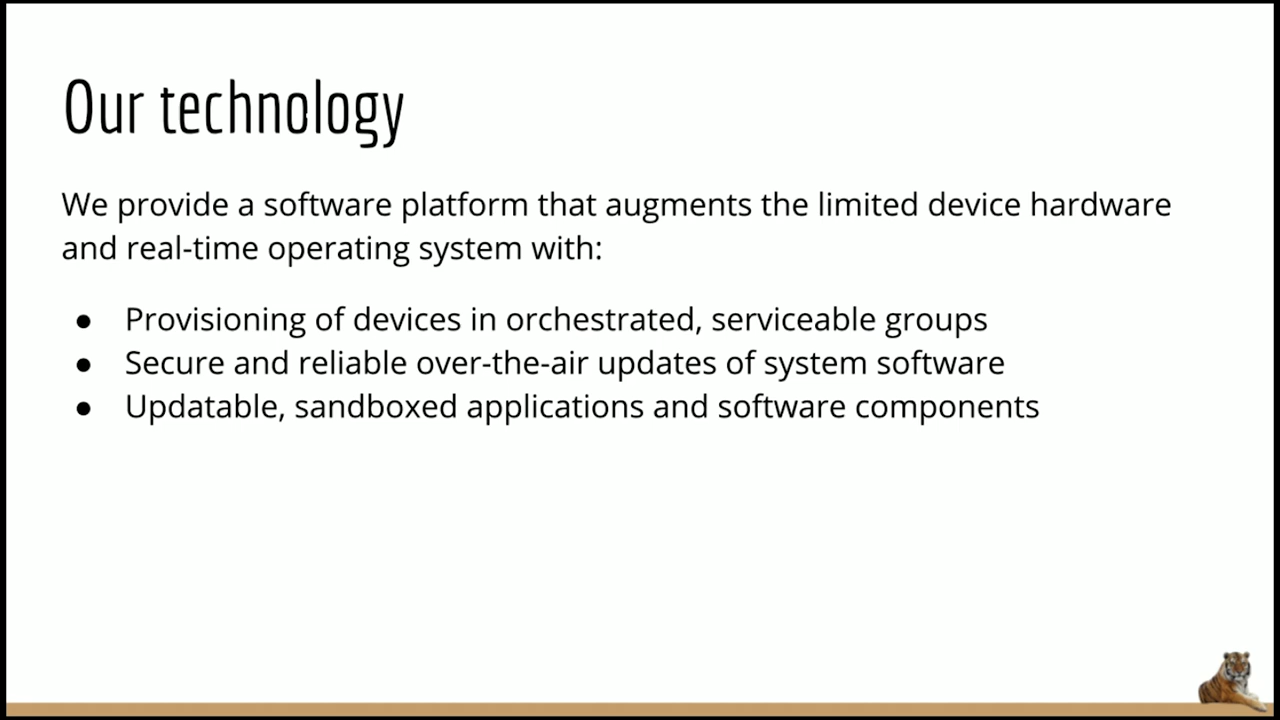 Our technology
We provide a software platform that augments the limited device hardware
and real-time operating system with:
● Provisioning of devices in orchestrated, serviceable groups
● Secure and reliable over-the-air updates of system software
● Updatable, sandboxed applications and software components